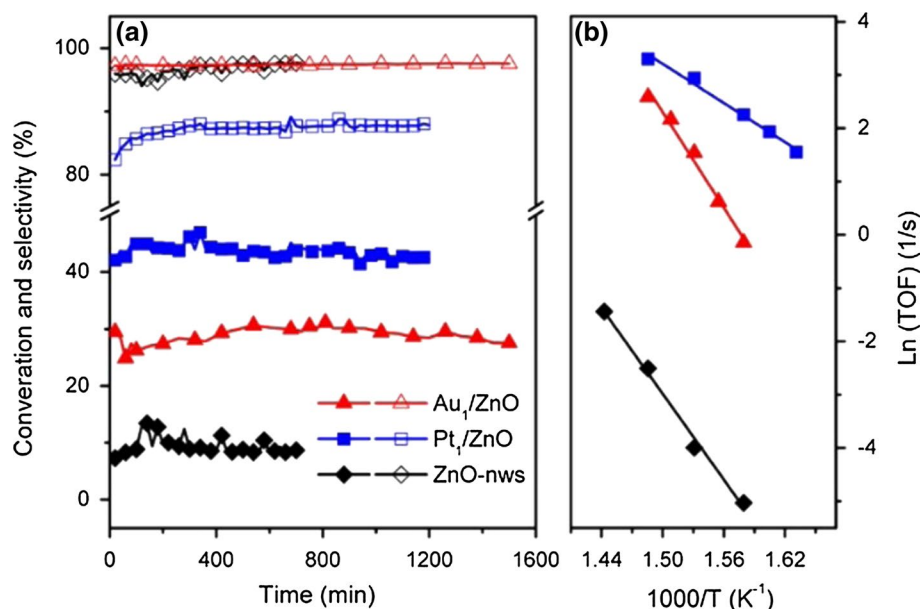 (a)
(b)
Converation and selectivity (%)
100
80
40
20
0
Au1/ZnO
Pt1/ZnO
ZnO-nws
0 400 800 1200 1600
Time (min)
4
2
0
-2
-4
Ln (TOF) (1/s)
1.44 1.50 1.56 1.62
1000/T (K-1)